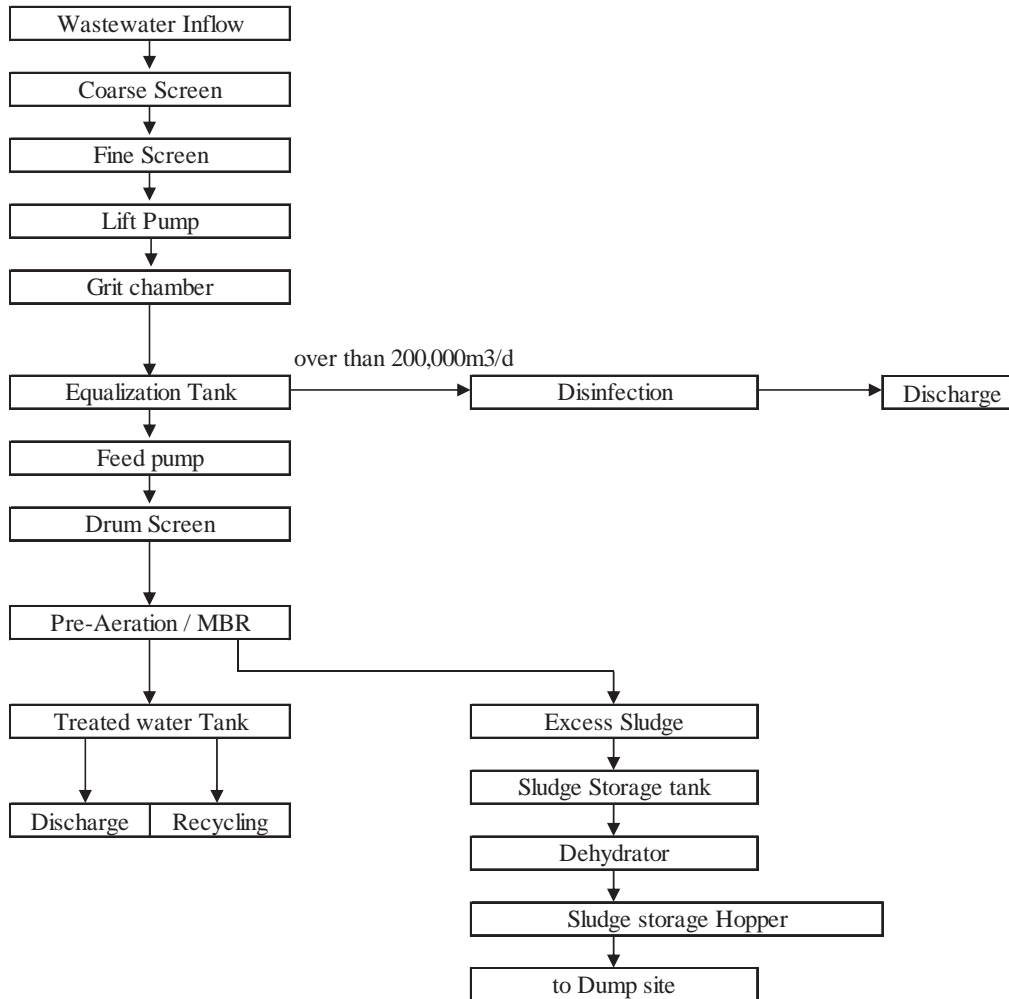 Wastewater Inflow
Coarse Screen
Fine Screen
Lift Pump
Grit chamber
over than 200,000m3/d
Equalization Tank
Disinfection
Discharge
Feed pump
Drum Screen
Pre-Aeration / MBR
Treated water Tank
Excess Sludge
Sludge Storage tank
Discharge
Recycling
Dehydrator
Sludge storage Hopper
to Dump site